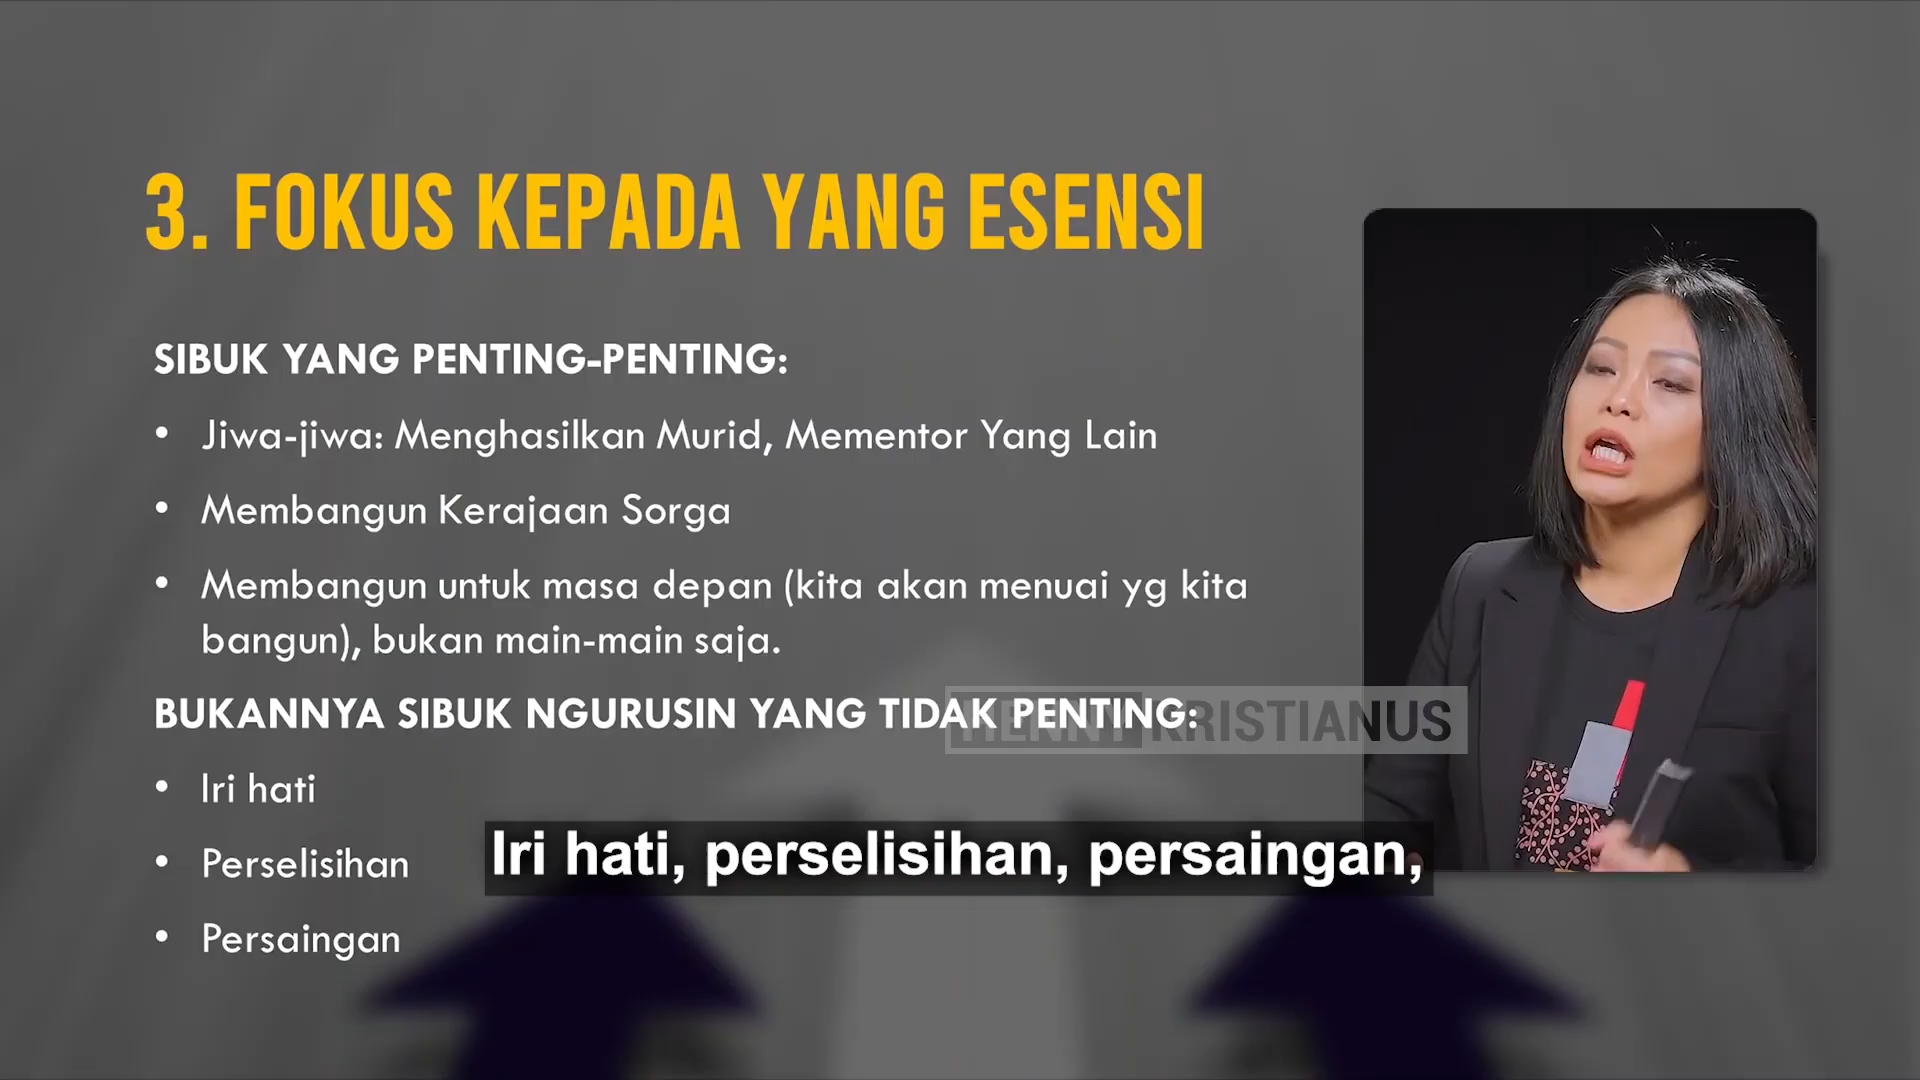 3. FOKUS KEPADA YANG ESENSI
SIBUK YANG PENTING-PENTING:
• Jiwa-jiwa: Menghasilkan Murid, Mementor Yang Lain
• Membangun Kerajaan Sorga
• Membangun untuk masa depan (kita akan menuai yg kita
bangun), bukan main-main saja.
BUKANNYA SIBUK NGURUSIN YANG TIDAK PENTING:
HENNY KRISTIANUS
• Iri hati
• Perselisihan
• Persaingan
Iri hati, perselisihan, persaingan,